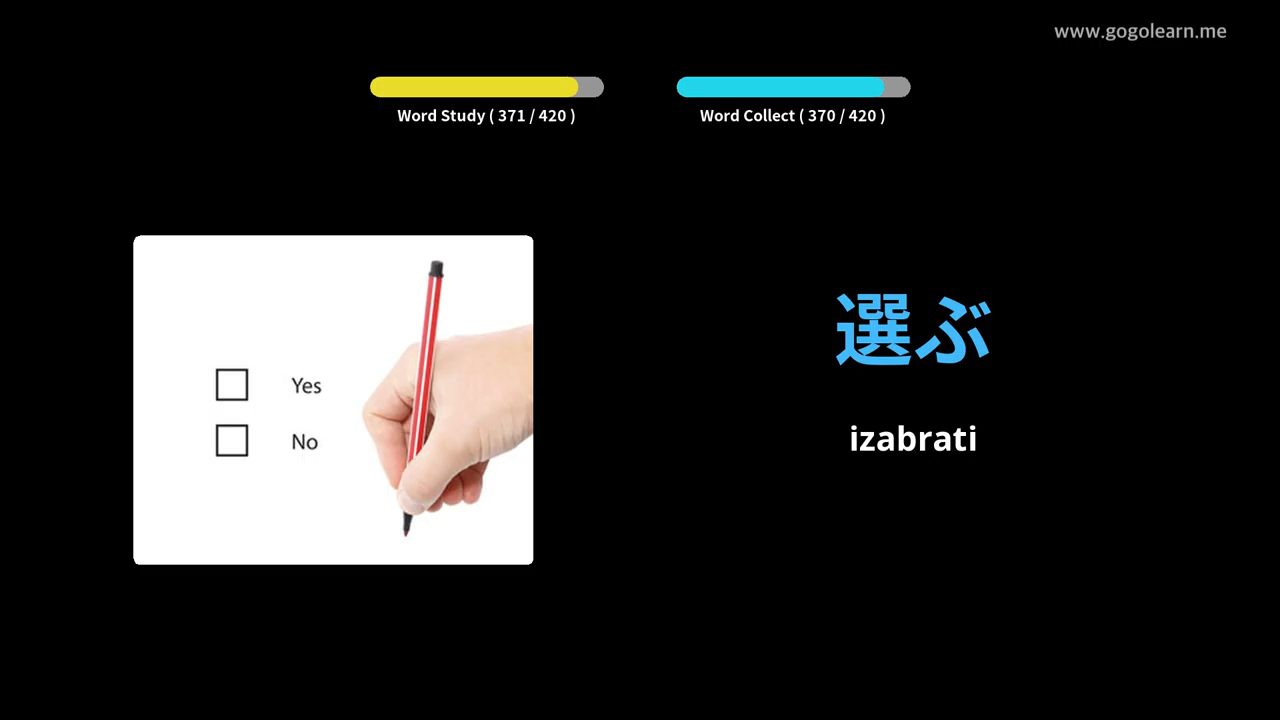 www.gogolearn.me
Word Study ( 371 / 420 )
Word Collect ( 370 / 420 )
Yes
No
選ぶ
izabrati